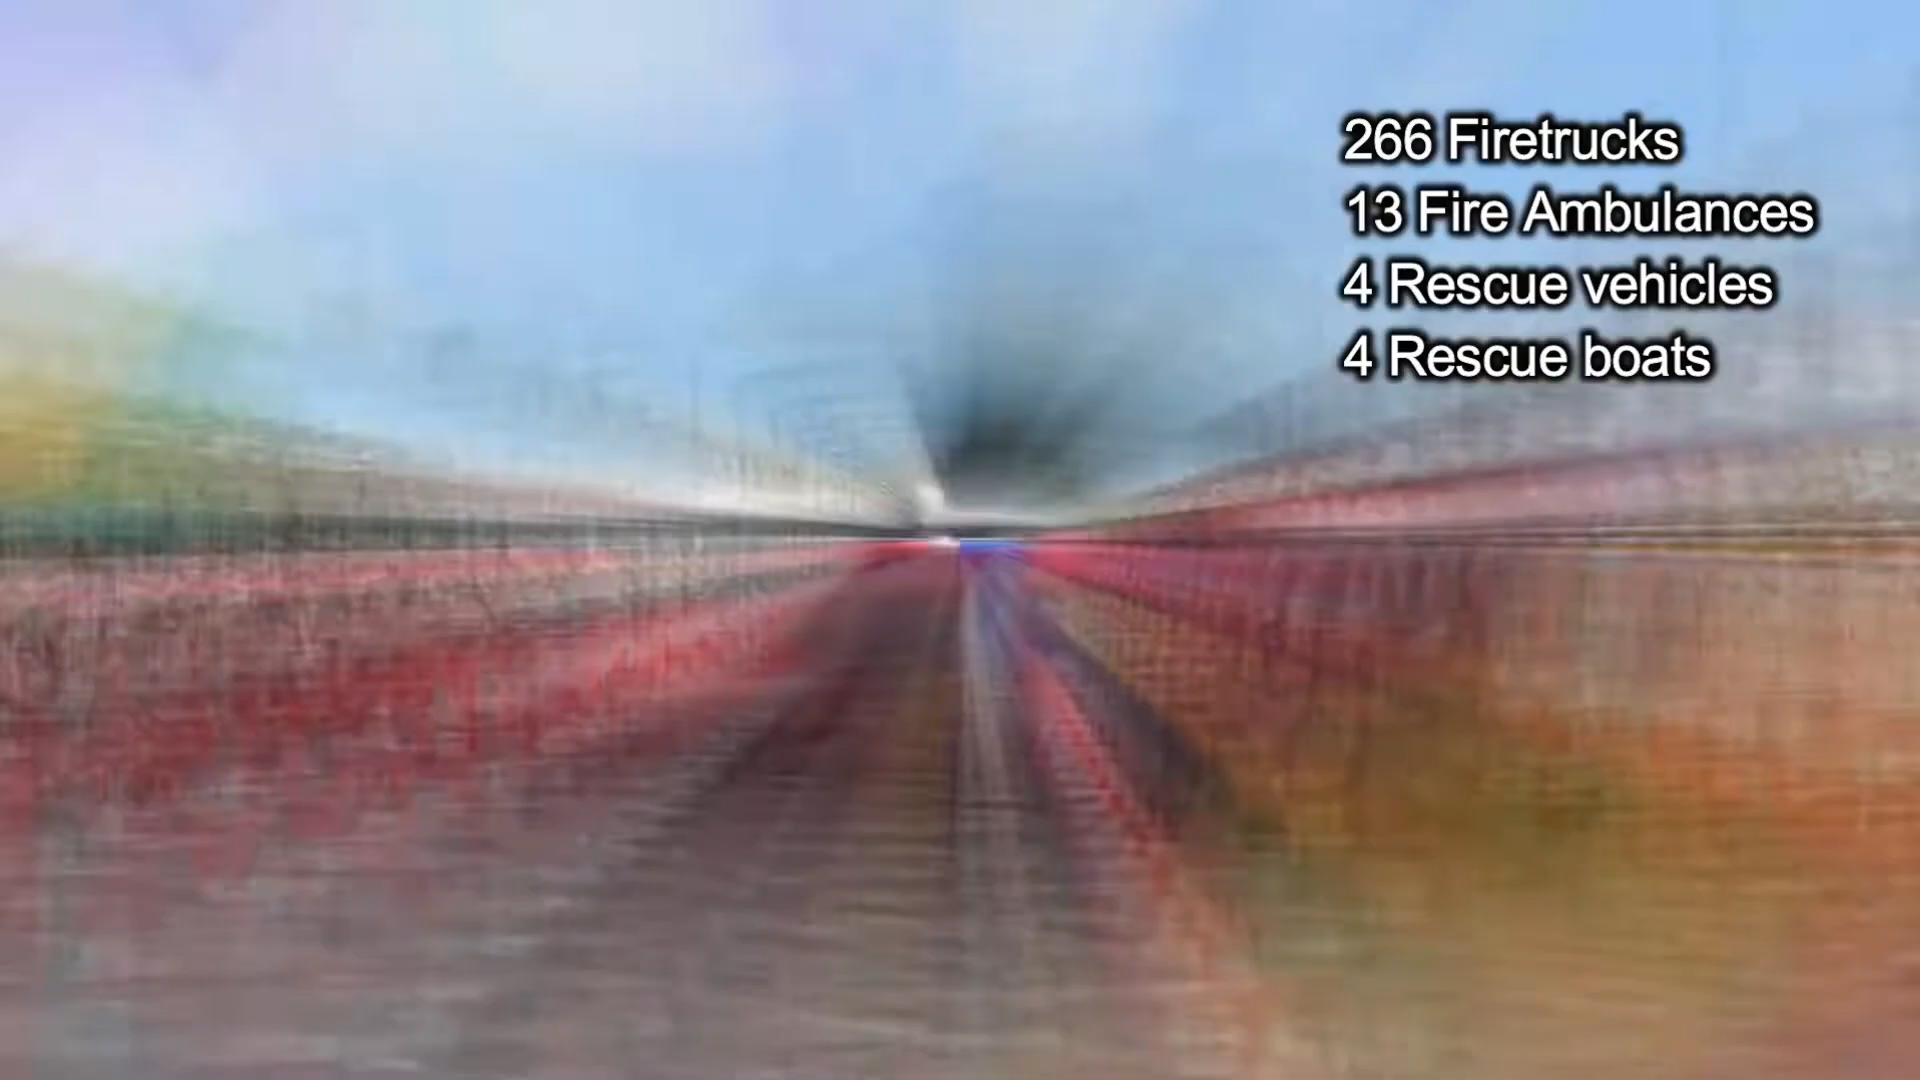 266 Firetrucks
13 Fire Ambulances
4 Rescue vehicles
4 Rescue boats